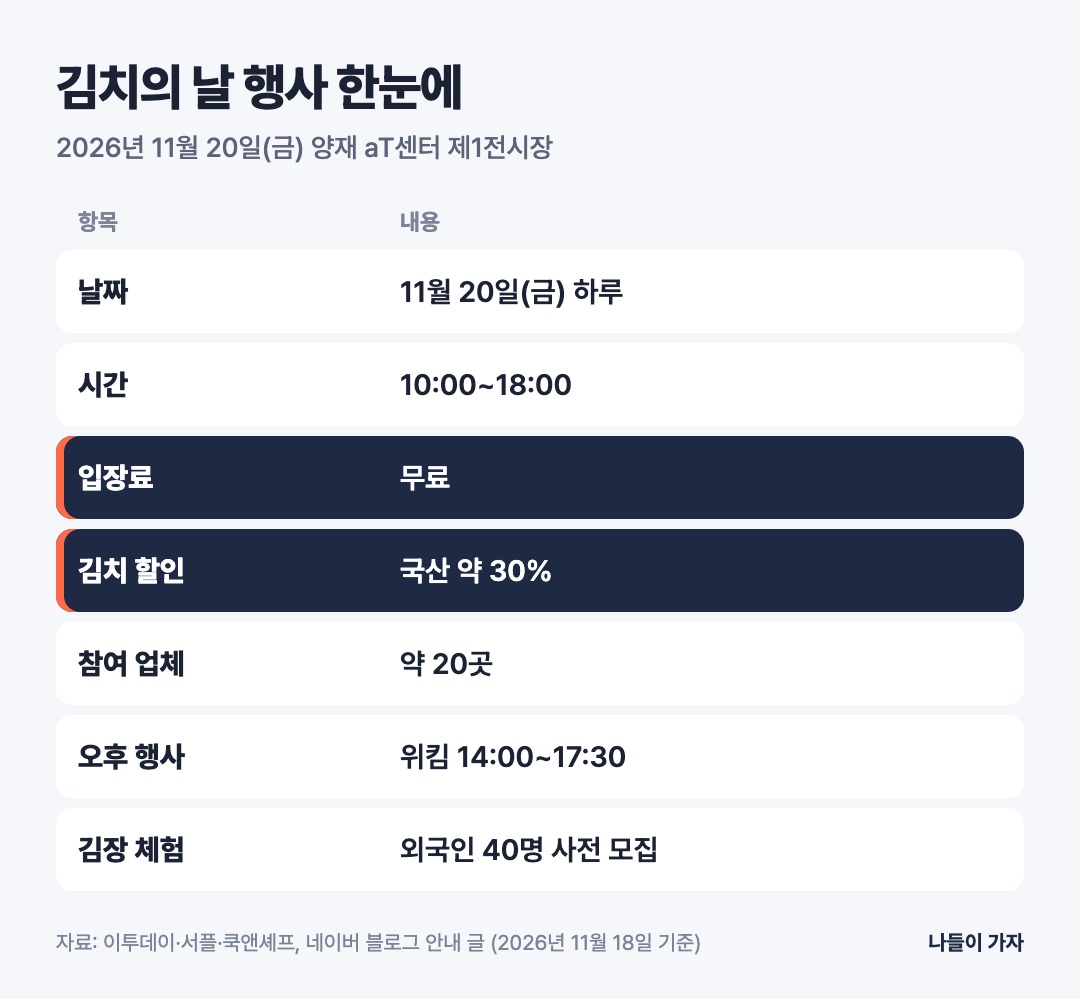 김치의 날 행사 한눈에
2026년 11월 20일(금) 양재 aT센터 제1전시장
항목 내용
날짜 11월 20일(금) 하루
시간 10:00~18:00
입장료 무료
김치 할인 국산 약 30%
참여 업체 약 20곳
오후 행사 위킴 14:00~17:30
김장 체험 외국인 40명 사전 모집
자료: 이투데이·서플·쿡앤셰프, 네이버 블로그 안내 글 (2026년 11월 18일 기준) 나들이 가자